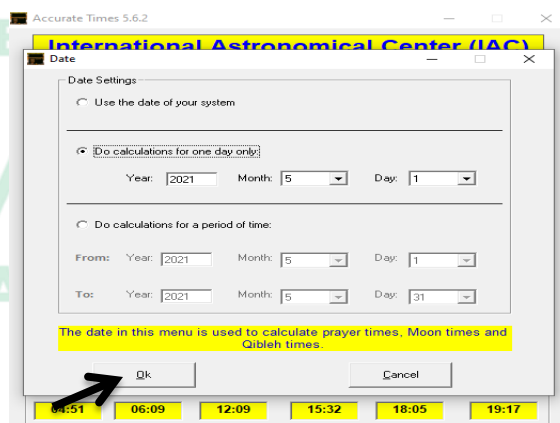 Accurate Times 5.6.2
International Astronomical Center (IAC)
Date
Date Settings
Use the date of your system
Do calculations for one day only:
Year: 2021 Month: 5 Day: 1
Do calculations for a period of time:
From: Year: 2021 Month: 5 Day: 1
To: Year: 2021 Month: 5 Day: 31
The date in this menu is used to calculate prayer times, Moon times and
Qibleh times.
Ok Cancel
04:51 06:09 12:09 15:32 18:05 19:17